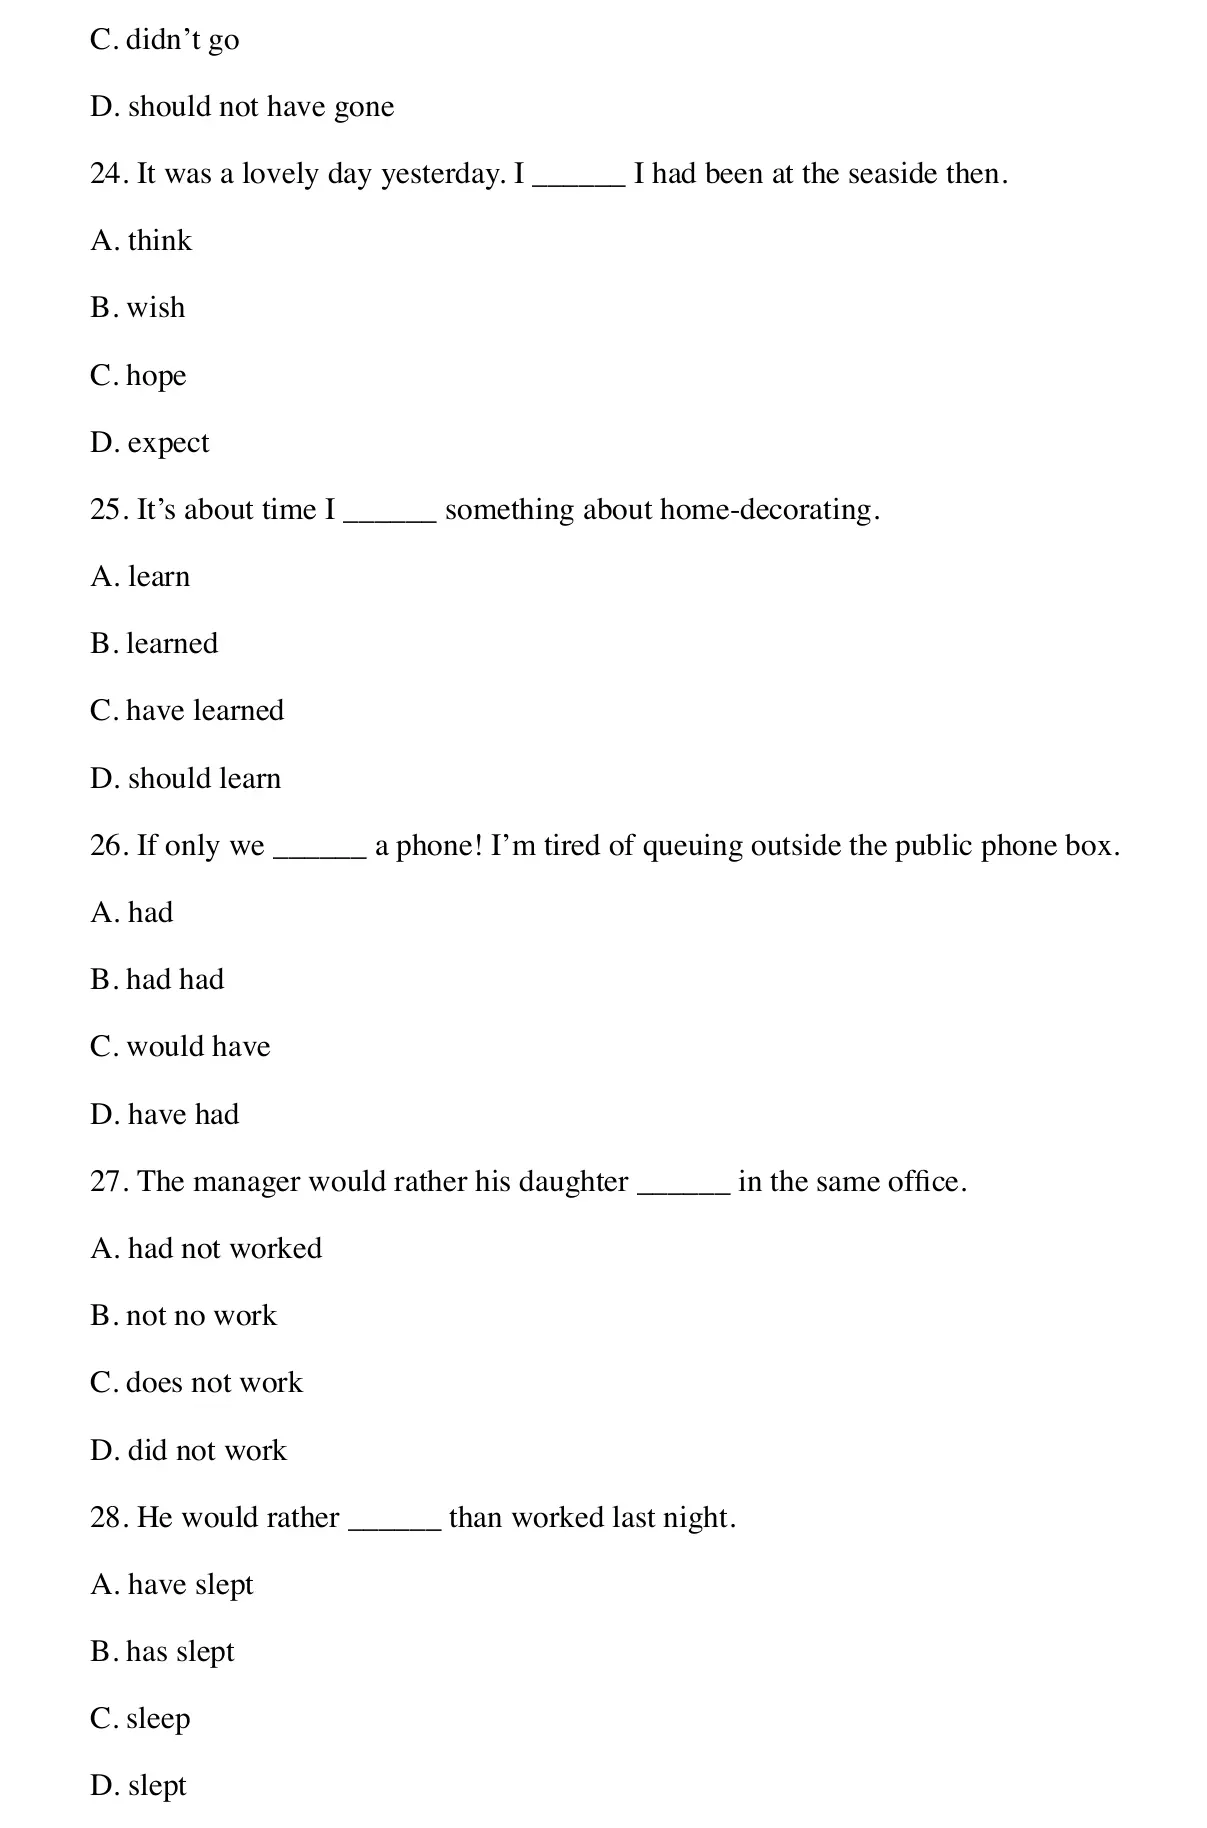 C. didn’t go
D. should not have gone
24. It was a lovely day yesterday. I ______ I had been at the seaside then.
A. think
B. wish
C. hope
D. expect
25. It’s about time I ______ something about home-decorating.
A. learn
B. learned
C. have learned
D. should learn
26. If only we ______ a phone! I’m tired of queuing outside the public phone box.
A. had
B. had had
C. would have
D. have had
27. The manager would rather his daughter ______ in the same office.
A. had not worked
B. not no work
C. does not work
D. did not work
28. He would rather ______ than worked last night.
A. have slept
B. has slept
C. sleep
D. slept